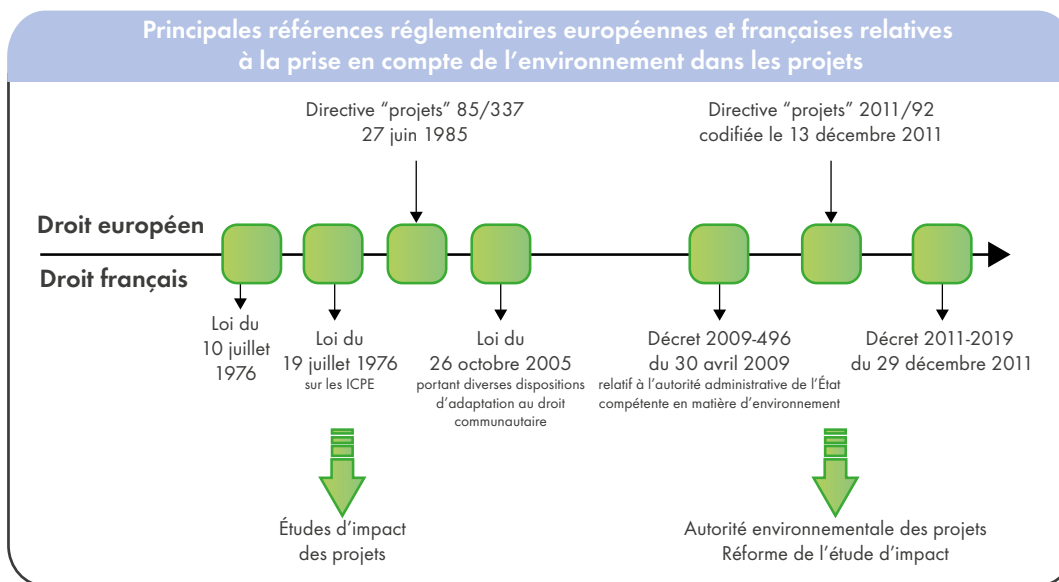 Principales références réglementaires européennes et françaises relatives
à la prise en compte de l'environnement dans les projets
Directive "projets" 85/337
27 juin 1985
Directive "projets" 2011/92
codifiée le 13 décembre 2011
Droit européen
Droit français
Loi du
10 juillet
1976
Loi du
19 juillet 1976
sur les ICPE
Loi du
26 octobre 2005
portant diverses dispositions
d'adaptation au droit
communautaire
Décret 2009-496
du 30 avril 2009
relatif à l'autorité administrative de l'État
compétente en matière d'environnement
Décret 2011-2019
du 29 décembre 2011
Études d'impact
des projets
Autorité environnementale des projets
Réforme de l'étude d'impact